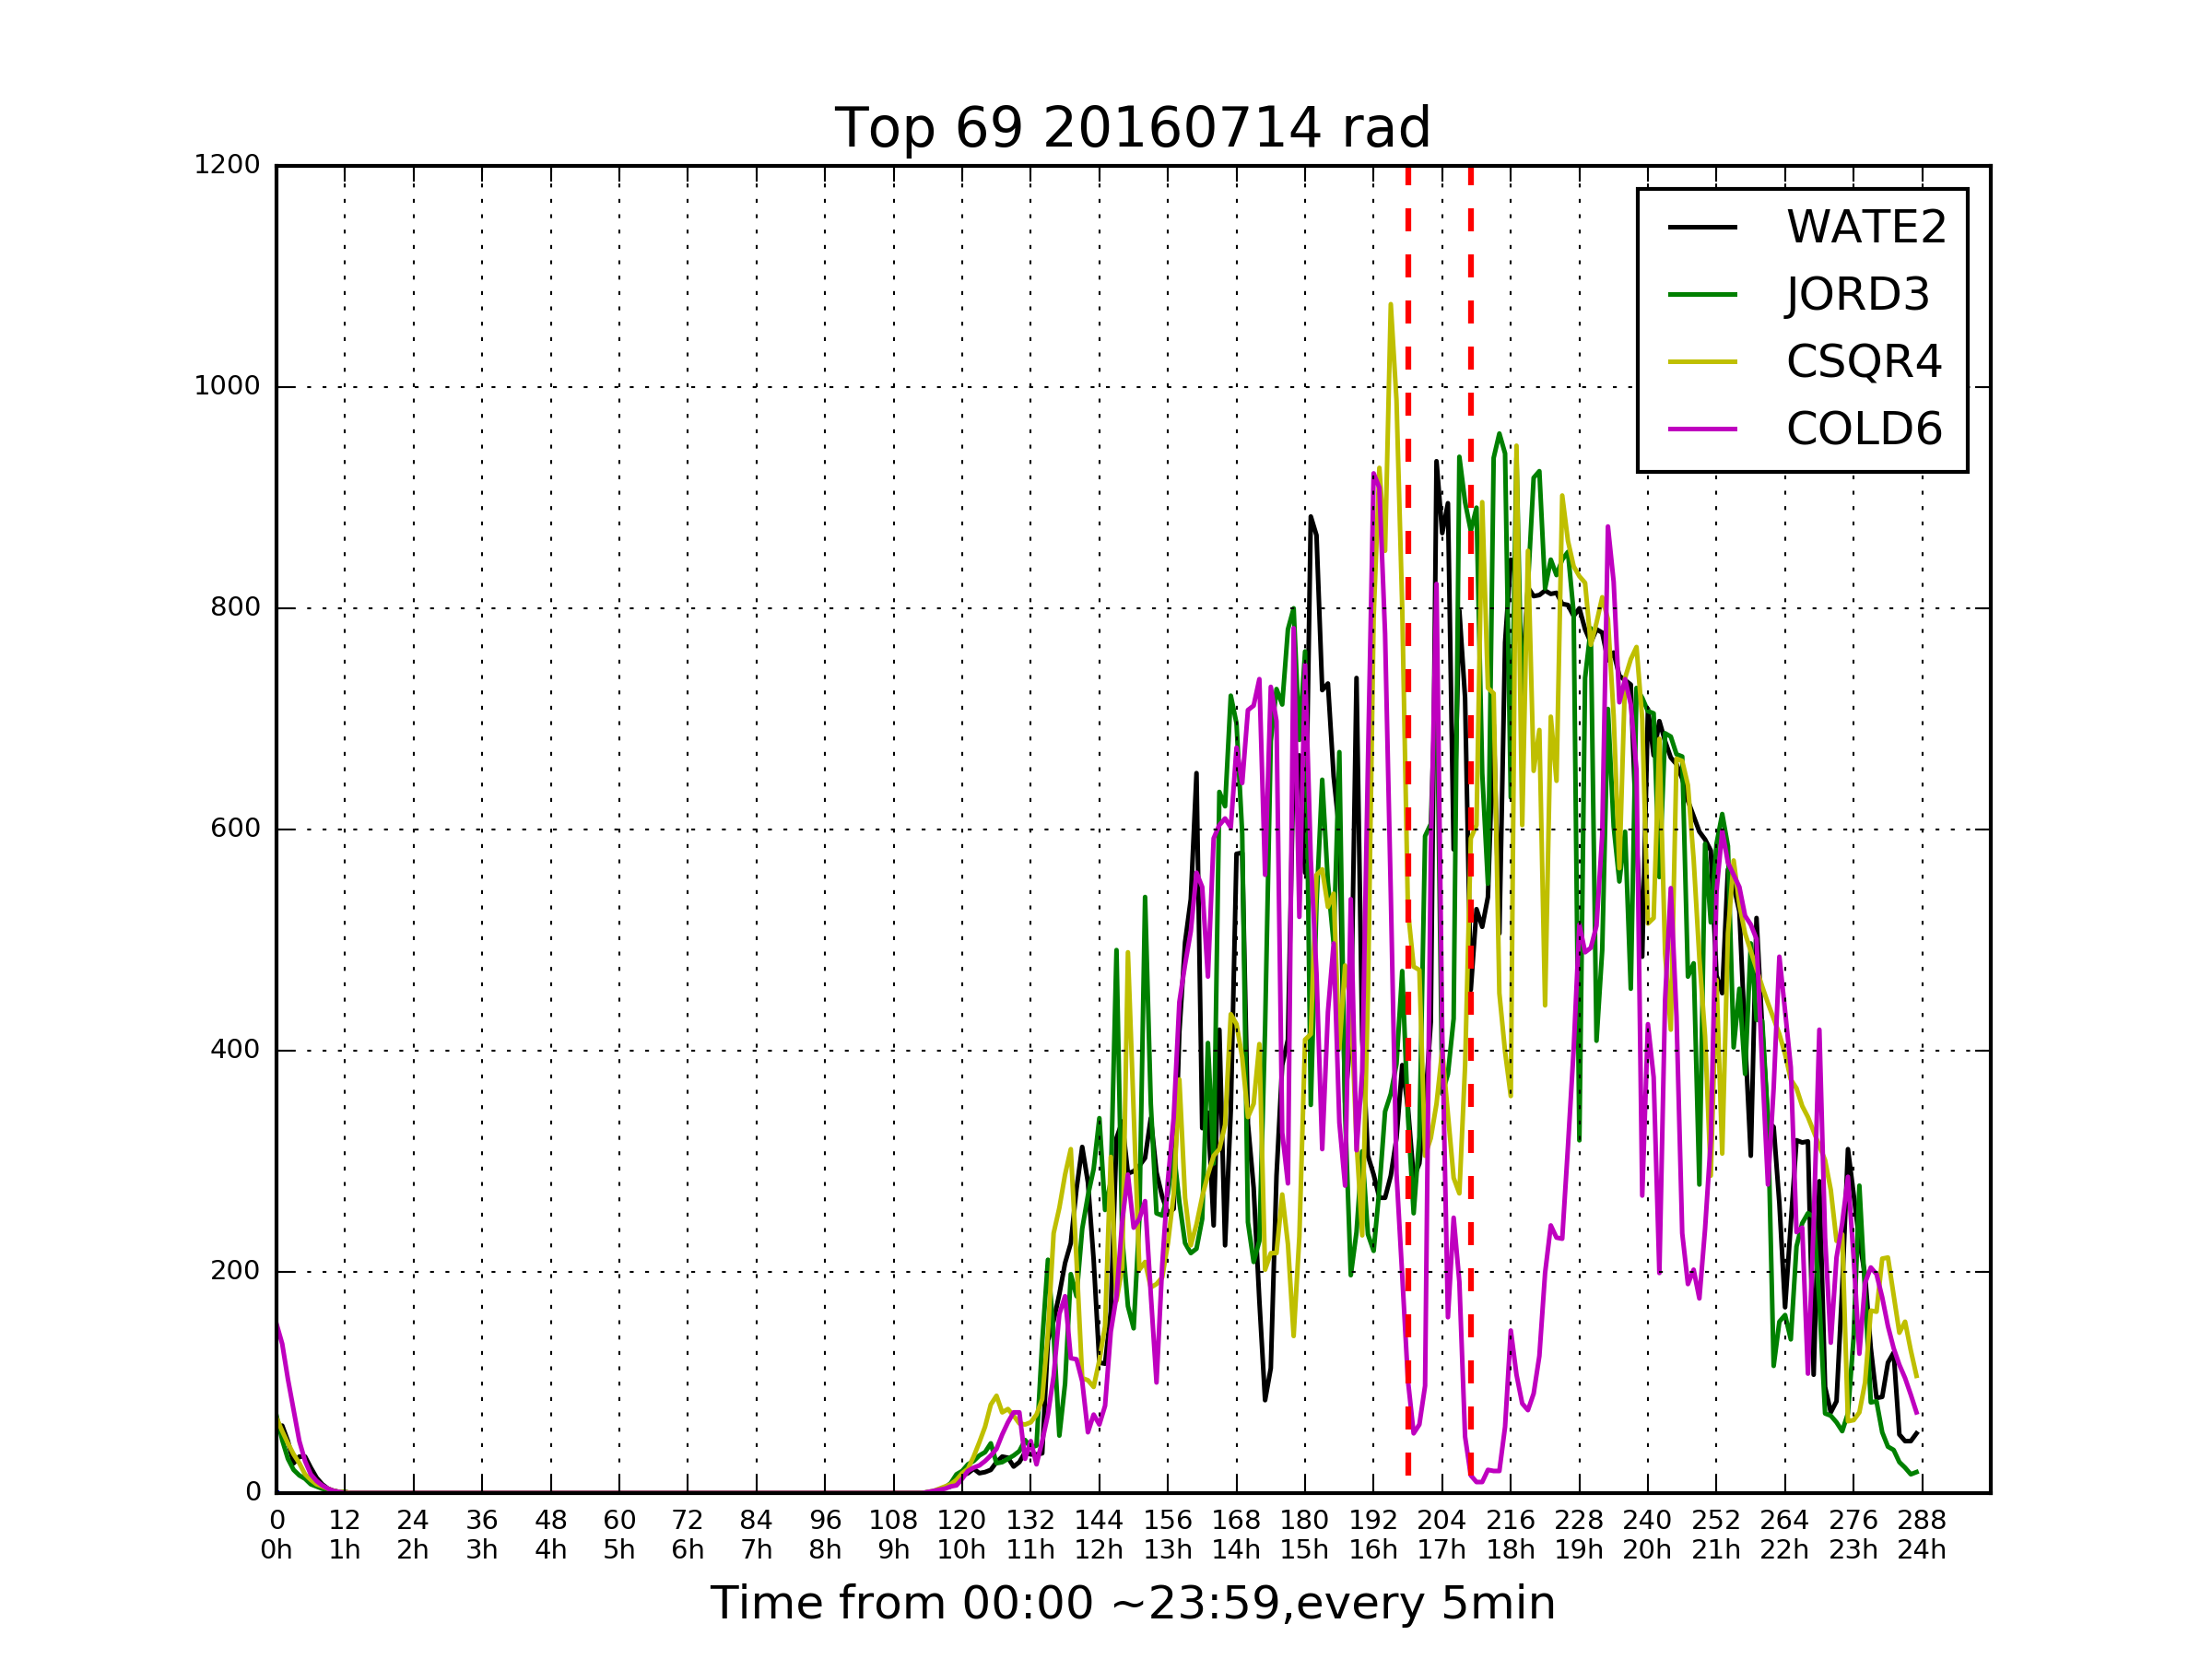 Top 69 20160714 rad
1200
1000
800
600
400
200
0
WATE2
JORD3
CSQR4
COLD6
0 12 24 36 48 60 72 84 96 108 120 132 144 156 168 180 192 204 216 228 240 252 264 276 288
0h 1h 2h 3h 4h 5h 6h 7h 8h 9h 10h 11h 12h 13h 14h 15h 16h 17h 18h 19h 20h 21h 22h 23h 24h
Time from 00:00 ~23:59,every 5min